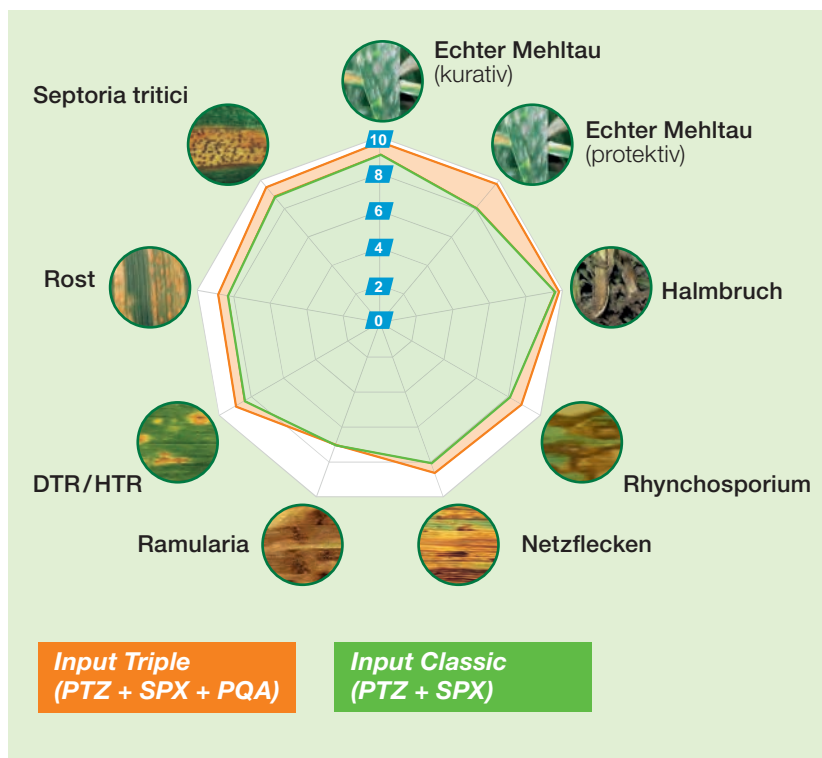 Echter Mehltau
(kurativ)
Septoria tritici
Echter Mehltau
(protektiv)
10
8
6
4
2
0
Rost
Halmbruch
DTR/HTR
Rhynchosporium
Ramularia
Netzflecken
Input Triple
(PTZ + SPX + PQA)
Input Classic
(PTZ + SPX)